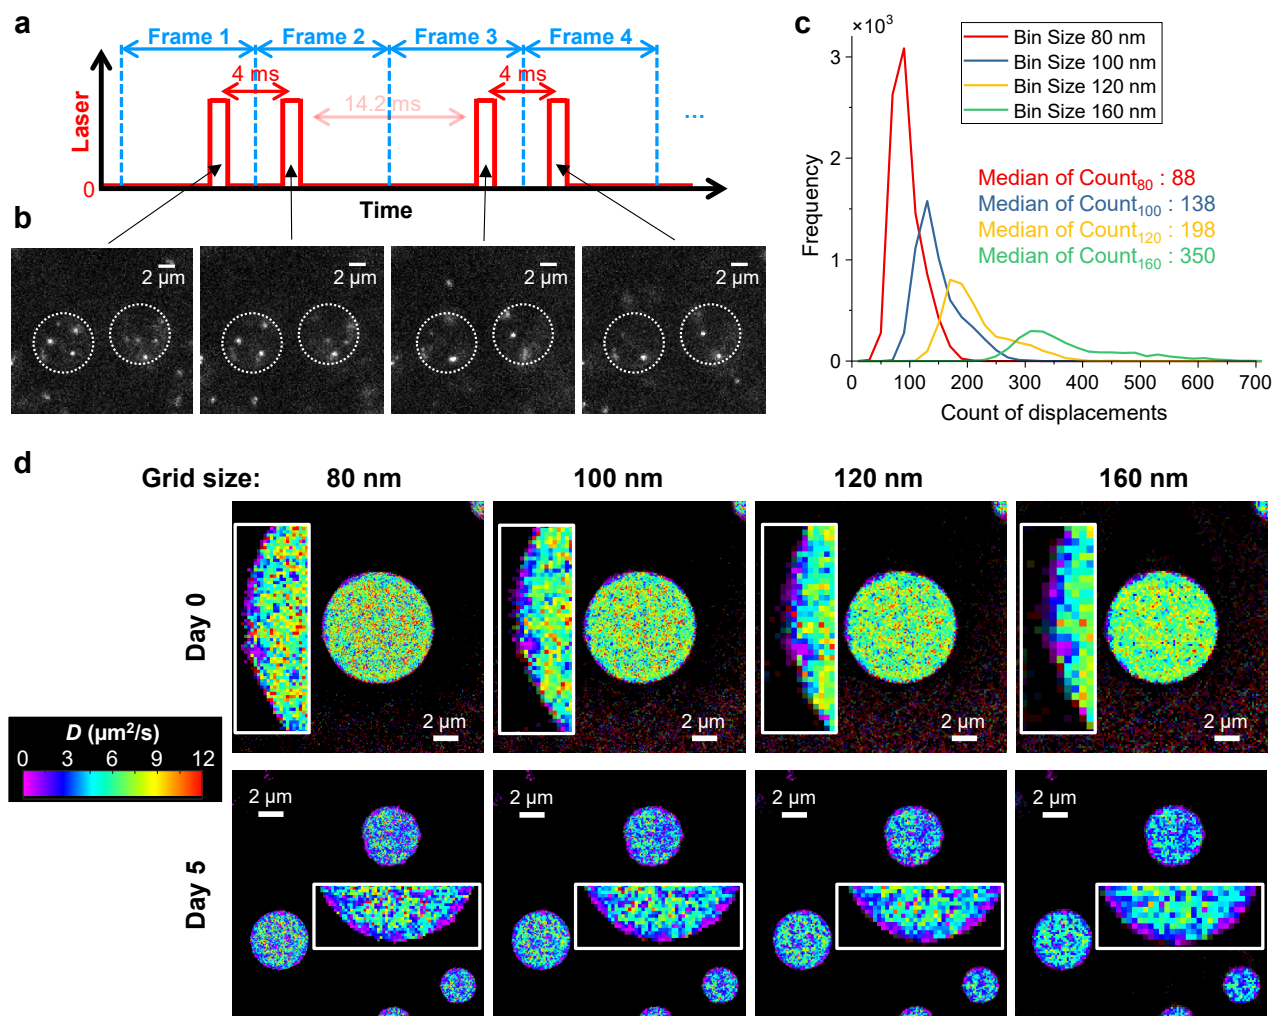 a
Frame 1
Frame 2
Frame 3
Frame 4
4 ms
4 ms
14.2 ms
...
Laser
0
Time
b
2 µm
2 µm
2 µm
2 µm
c
×10³
Bin Size 80 nm
Bin Size 100 nm
Bin Size 120 nm
Bin Size 160 nm
3
2
1
0
Frequency
Median of Count₈₀ : 88
Median of Count₁₀₀ : 138
Median of Count₁₂₀ : 198
Median of Count₁₆₀ : 350
0 100 200 300 400 500 600 700
Count of displacements
d
Grid size: 80 nm 100 nm 120 nm 160 nm
Day 0
2 µm
2 µm
2 µm
2 µm
D (µm²/s)
0 3 6 9 12
Day 5
2 µm
2 µm
2 µm
2 µm